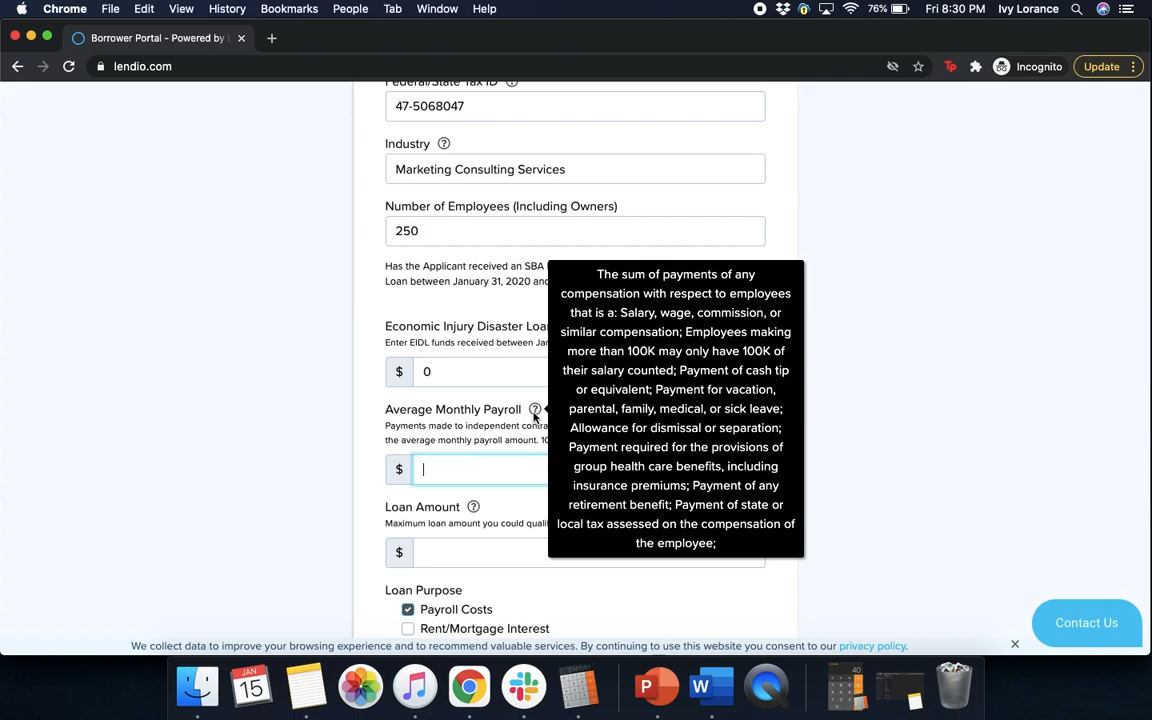 Chrome File Edit View History Bookmarks People Tab Window Help 76% Fri 8:30 PM Ivy Lorance
Borrower Portal - Powered by
lendio.com Incognito Update
Federal/State Tax ID
47-5068047
Industry
Marketing Consulting Services
Number of Employees (Including Owners)
250
Has the Applicant received an SBA
Loan between January 31, 2020 and
Economic Injury Disaster Loan
Enter EIDL funds received between Jan
$ 0
Average Monthly Payroll
Payments made to independent contra
the average monthly payroll amount. 10
$
Loan Amount
Maximum loan amount you could quali
$
Loan Purpose
Payroll Costs
Rent/Mortgage Interest
The sum of payments of any
compensation with respect to employees
that is a: Salary, wage, commission, or
similar compensation; Employees making
more than 100K may only have 100K of
their salary counted; Payment of cash tip
or equivalent; Payment for vacation,
parental, family, medical, or sick leave;
Allowance for dismissal or separation;
Payment required for the provisions of
group health care benefits, including
insurance premiums; Payment of any
retirement benefit; Payment of state or
local tax assessed on the compensation of
the employee;
Contact Us
We collect data to improve your browsing experience and to recommend valuable services. By continuing to use this website you consent to our privacy policy.
JAN
15
P
W
40